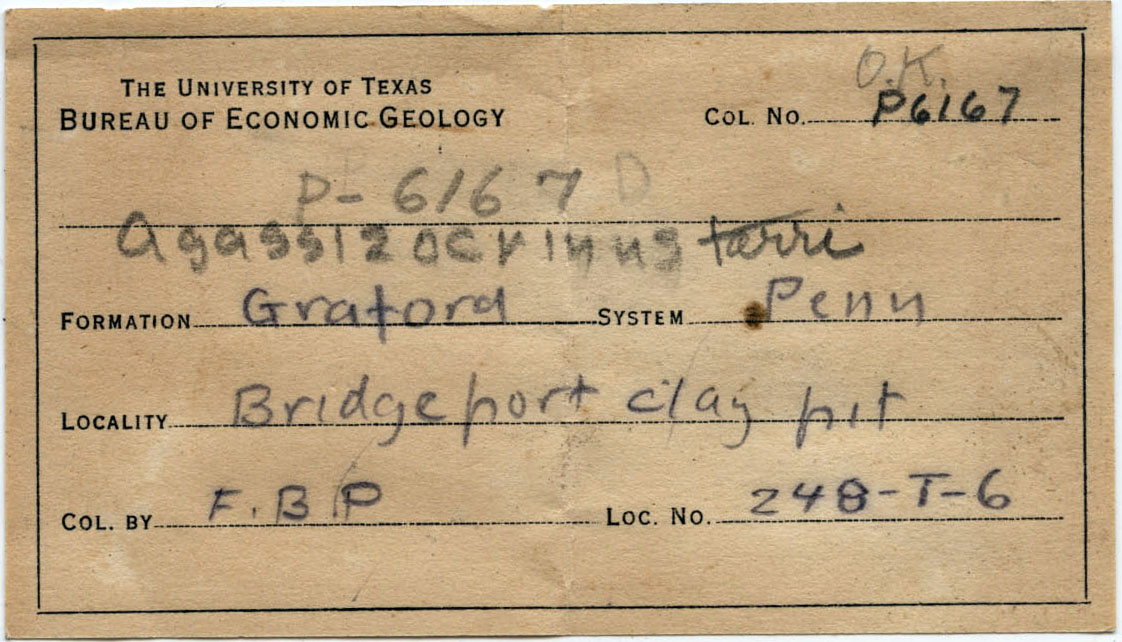 O.K.
THE UNIVERSITY OF TEXAS
BUREAU OF ECONOMIC GEOLOGY COL. NO. P6167
P-6167 D
Agassizocrinus tarri
FORMATION Graford SYSTEM Penn
LOCALITY Bridgeport clay pit
COL. BY F.B P LOC. NO. 248-T-6